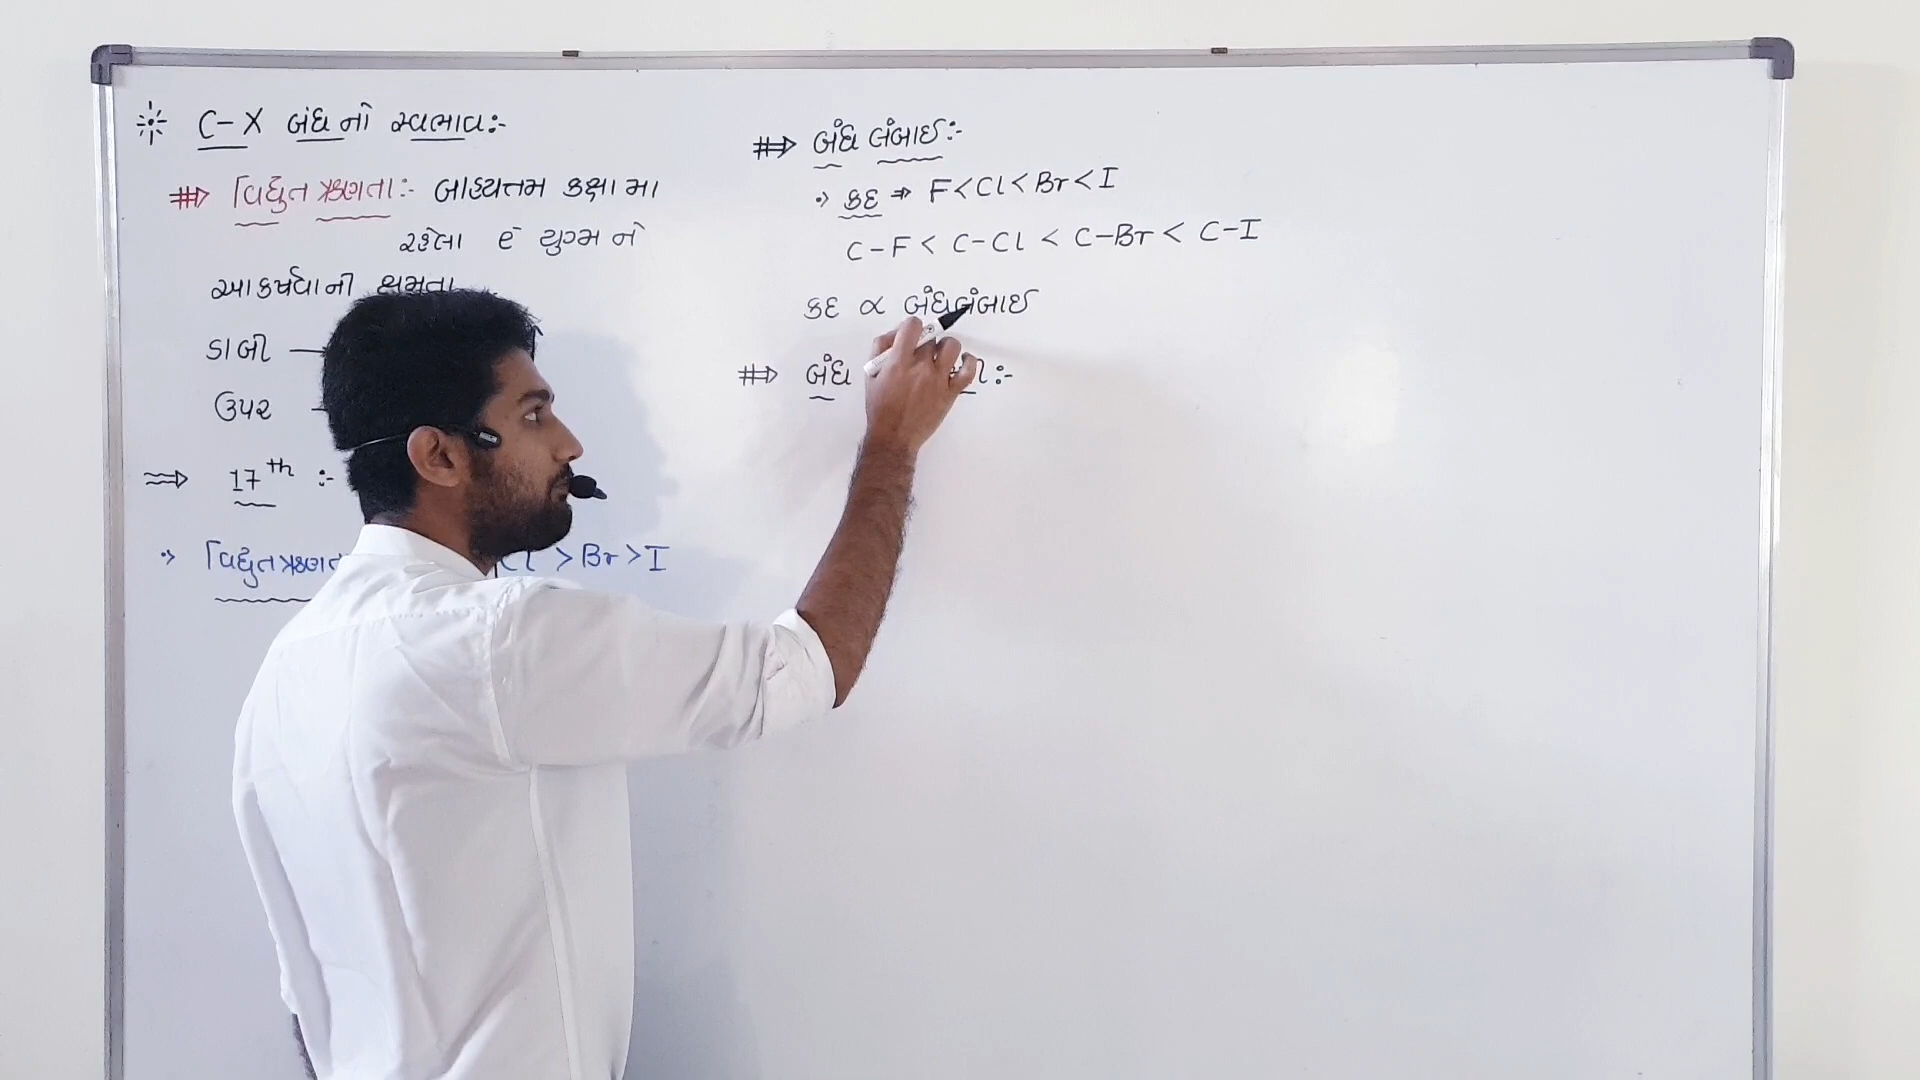 C-X બંધ નો સ્વભાવ:-
વિદ્યુતઋણતા:- બાહ્યતમ કક્ષા મા
રહેલા e⁻ યુગ્મ ને
આકર્ષવાની ક્ષમતા
ડાબી —
ઉપર -
⇒ 17th :-
વિદ્યુતઋણત Cl > Br > I
⇒ બંધ લંબાઈ:-
કદ ⇒ F < Cl < Br < I
C-F < C-Cl < C-Br < C-I
કદ ∝ બંધલંબાઈ
⇒ બંધ :-